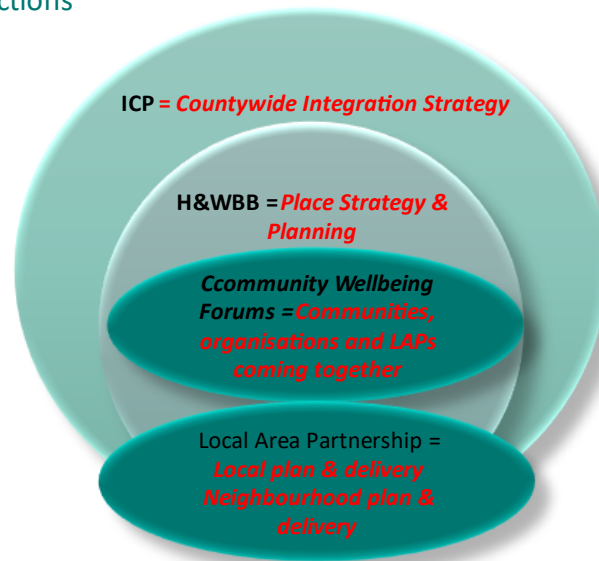 ctions
ICP = Countywide Integration Strategy
H&WBB =Place Strategy &
Planning
Ccommunity Wellbeing
Forums =Communities,
organisations and LAPs
coming together
Local Area Partnership =
Local plan & delivery
Neighbourhood plan &
delivery